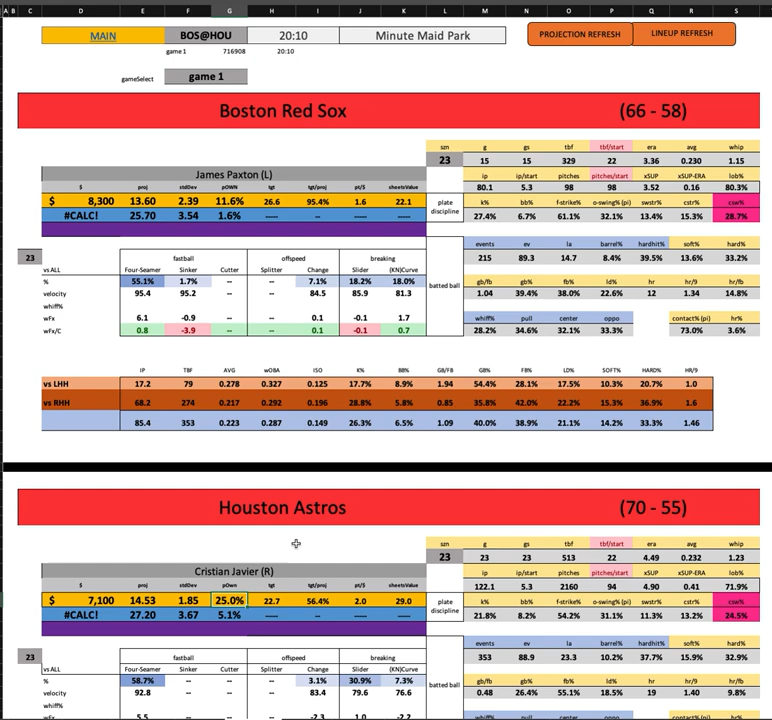 A B C D E F G H I J K L M N O P Q R S
MAIN BOS@HOU 20:10 Minute Maid Park PROJECTION REFRESH LINEUP REFRESH
game 1 716908 20:10
gameSelect game 1
Boston Red Sox (66 - 58)
szn g gs tbf tbf/start era avg whip
23 15 15 329 22 3.36 0.230 1.15
James Paxton (L) ip ip/start pitches pitches/start xSUP xSUP-ERA lob%
$ proj stdDev pOWN tgt tgt/proj pt/$ sheetsValue 80.1 5.3 98 98 3.52 0.16 80.3%
$ 8,300 13.60 2.39 11.6% 26.6 95.4% 1.6 22.1 plate discipline k% bb% f-strike% o-swing% (pi) swstr% cstr% csw%
#CALC! 25.70 3.54 1.6% ---- -- -- ---- 27.4% 6.7% 61.1% 32.1% 13.4% 15.3% 28.7%
events ev la barrel% hardhit% soft% hard%
23 fastball offspeed breaking 215 89.3 14.7 8.4% 39.5% 13.6% 33.2%
vs ALL Four-Seamer Sinker Cutter Splitter Change Slider (KN)Curve
% 55.1% 1.7% -- -- 7.1% 18.2% 18.0% batted ball gb/fb gb% fb% ld% hr hr/9 hr/fb
velocity 95.4 95.2 -- -- 84.5 85.9 81.3 1.04 39.4% 38.0% 22.6% 12 1.34 14.8%
whiff%
wFx 6.1 -0.9 -- -- 0.1 -0.1 1.7 whiff% pull center oppo contact% (pi) hr%
wFx/C 0.8 -3.9 -- -- 0.1 -0.1 0.7 28.2% 34.6% 32.1% 33.3% 73.0% 3.6%
IP TBF AVG wOBA ISO K% BB% GB/FB GB% FB% LD% SOFT% HARD% HR/9
vs LHH 17.2 79 0.278 0.327 0.125 17.7% 8.9% 1.94 54.4% 28.1% 17.5% 10.3% 20.7% 1.0
vs RHH 68.2 274 0.217 0.292 0.196 28.8% 5.8% 0.85 35.8% 42.0% 22.2% 15.3% 36.9% 1.6
85.4 353 0.223 0.287 0.149 26.3% 6.5% 1.09 40.0% 38.9% 21.1% 14.2% 33.3% 1.46
Houston Astros (70 - 55)
szn g gs tbf tbf/start era avg whip
23 23 23 513 22 4.49 0.232 1.23
Cristian Javier (R) ip ip/start pitches pitches/start xSUP xSUP-ERA lob%
$ proj stdDev pOwn tgt tgt/proj pt/$ sheetsValue 122.1 5.3 2160 94 4.90 0.41 71.9%
$ 7,100 14.53 1.85 25.0% 22.7 56.4% 2.0 29.0 plate discipline k% bb% f-strike% o-swing% (pi) swstr% cstr% csw%
#CALC! 27.20 3.67 5.1% ---- -- -- ---- 21.8% 8.2% 54.2% 31.1% 11.3% 13.2% 24.5%
events ev la barrel% hardhit% soft% hard%
23 fastball offspeed breaking 353 88.9 23.3 10.2% 37.7% 15.9% 32.9%
vs ALL Four-Seamer Sinker Cutter Splitter Change Slider (KN)Curve
% 58.7% -- -- -- 3.1% 30.9% 7.3% batted ball gb/fb gb% fb% ld% hr hr/9 hr/fb
velocity 92.8 -- -- -- 83.4 79.6 76.6 0.48 26.4% 55.1% 18.5% 19 1.40 9.8%
whiff%
wFx 5.5 -- -- -- -2.3 1.0 -2.2 whiff% pull center oppo contact% (pi) hr%